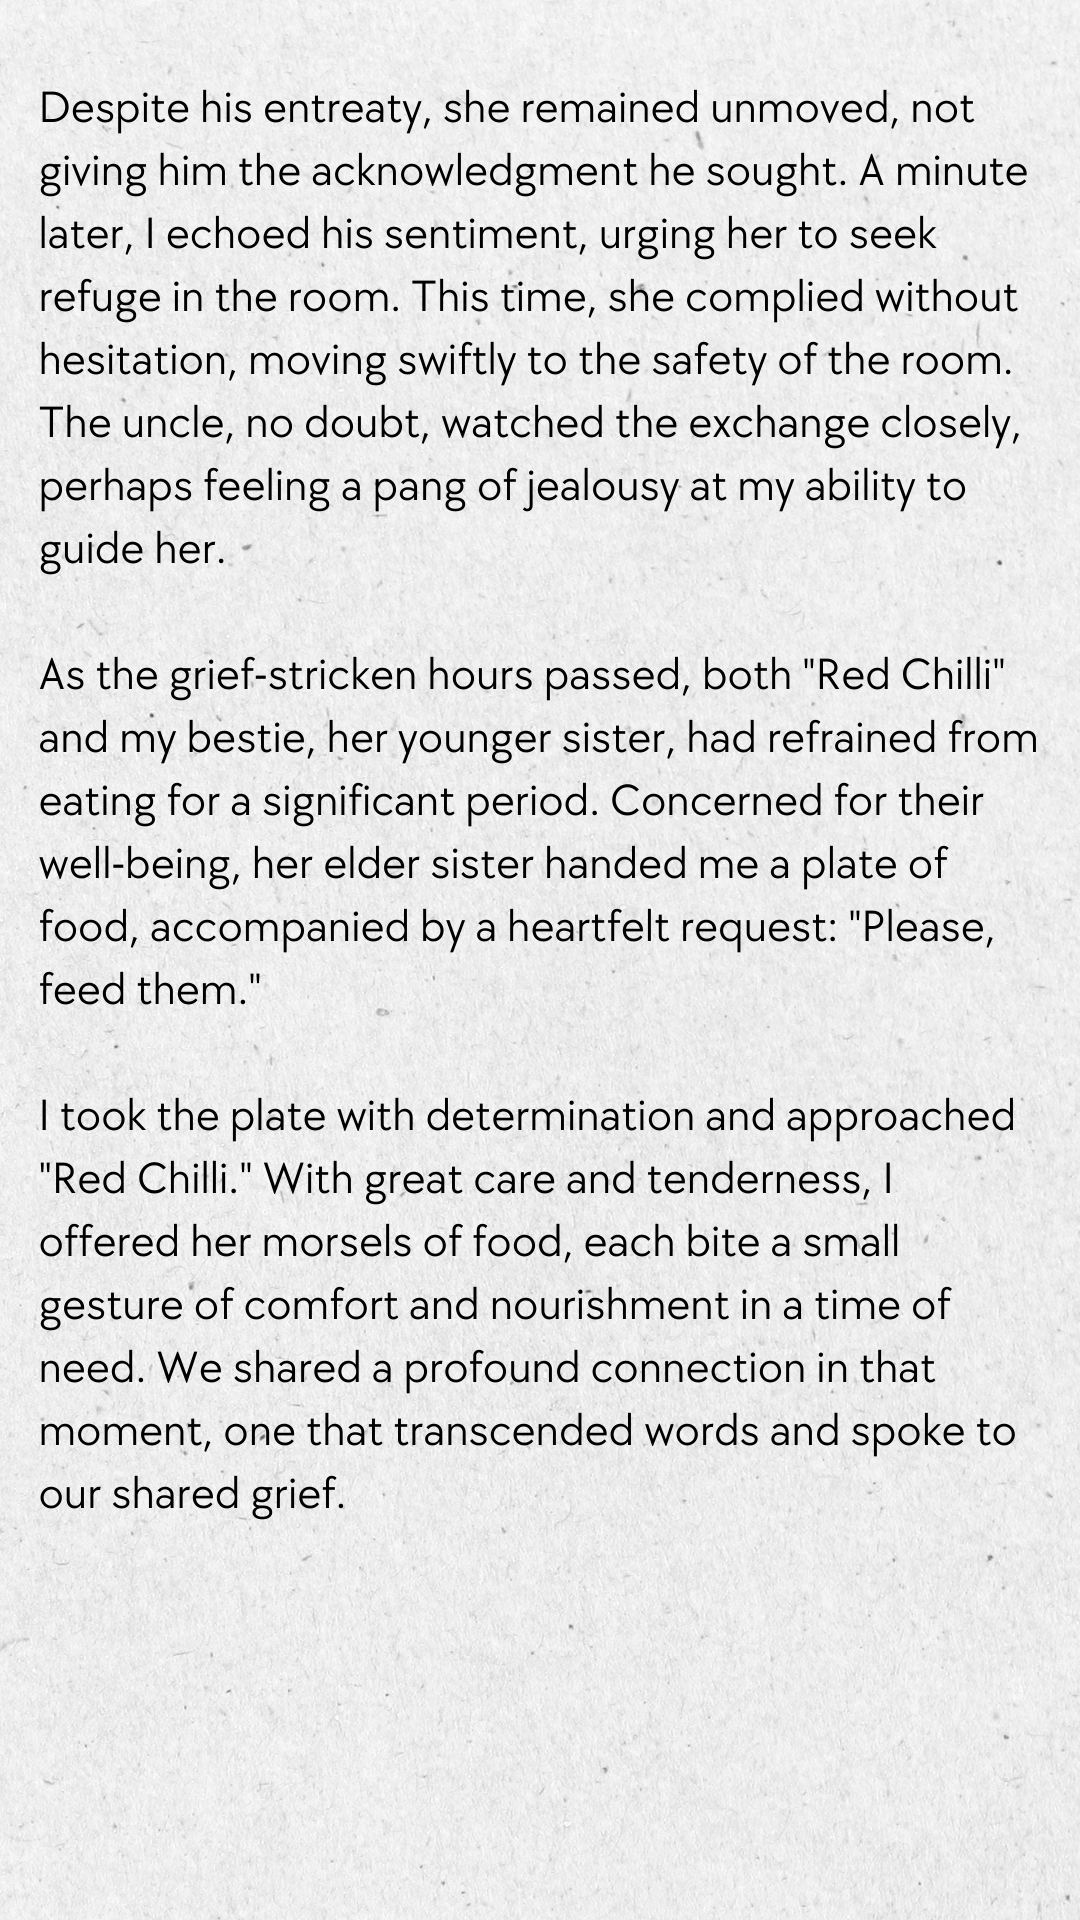 Despite his entreaty, she remained unmoved, not
giving him the acknowledgment he sought. A minute
later, I echoed his sentiment, urging her to seek
refuge in the room. This time, she complied without
hesitation, moving swiftly to the safety of the room.
The uncle, no doubt, watched the exchange closely,
perhaps feeling a pang of jealousy at my ability to
guide her.
As the grief-stricken hours passed, both "Red Chilli"
and my bestie, her younger sister, had refrained from
eating for a significant period. Concerned for their
well-being, her elder sister handed me a plate of
food, accompanied by a heartfelt request: "Please,
feed them."
I took the plate with determination and approached
"Red Chilli." With great care and tenderness, I
offered her morsels of food, each bite a small
gesture of comfort and nourishment in a time of
need. We shared a profound connection in that
moment, one that transcended words and spoke to
our shared grief.